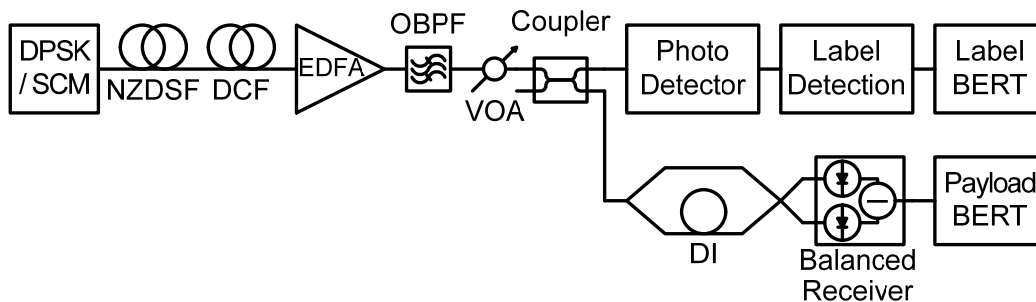 DPSK
/ SCM
NZDSF
DCF
EDFA
OBPF
VOA
Coupler
Photo
Detector
Label
Detection
Label
BERT
DI
Balanced
Receiver
Payload
BERT